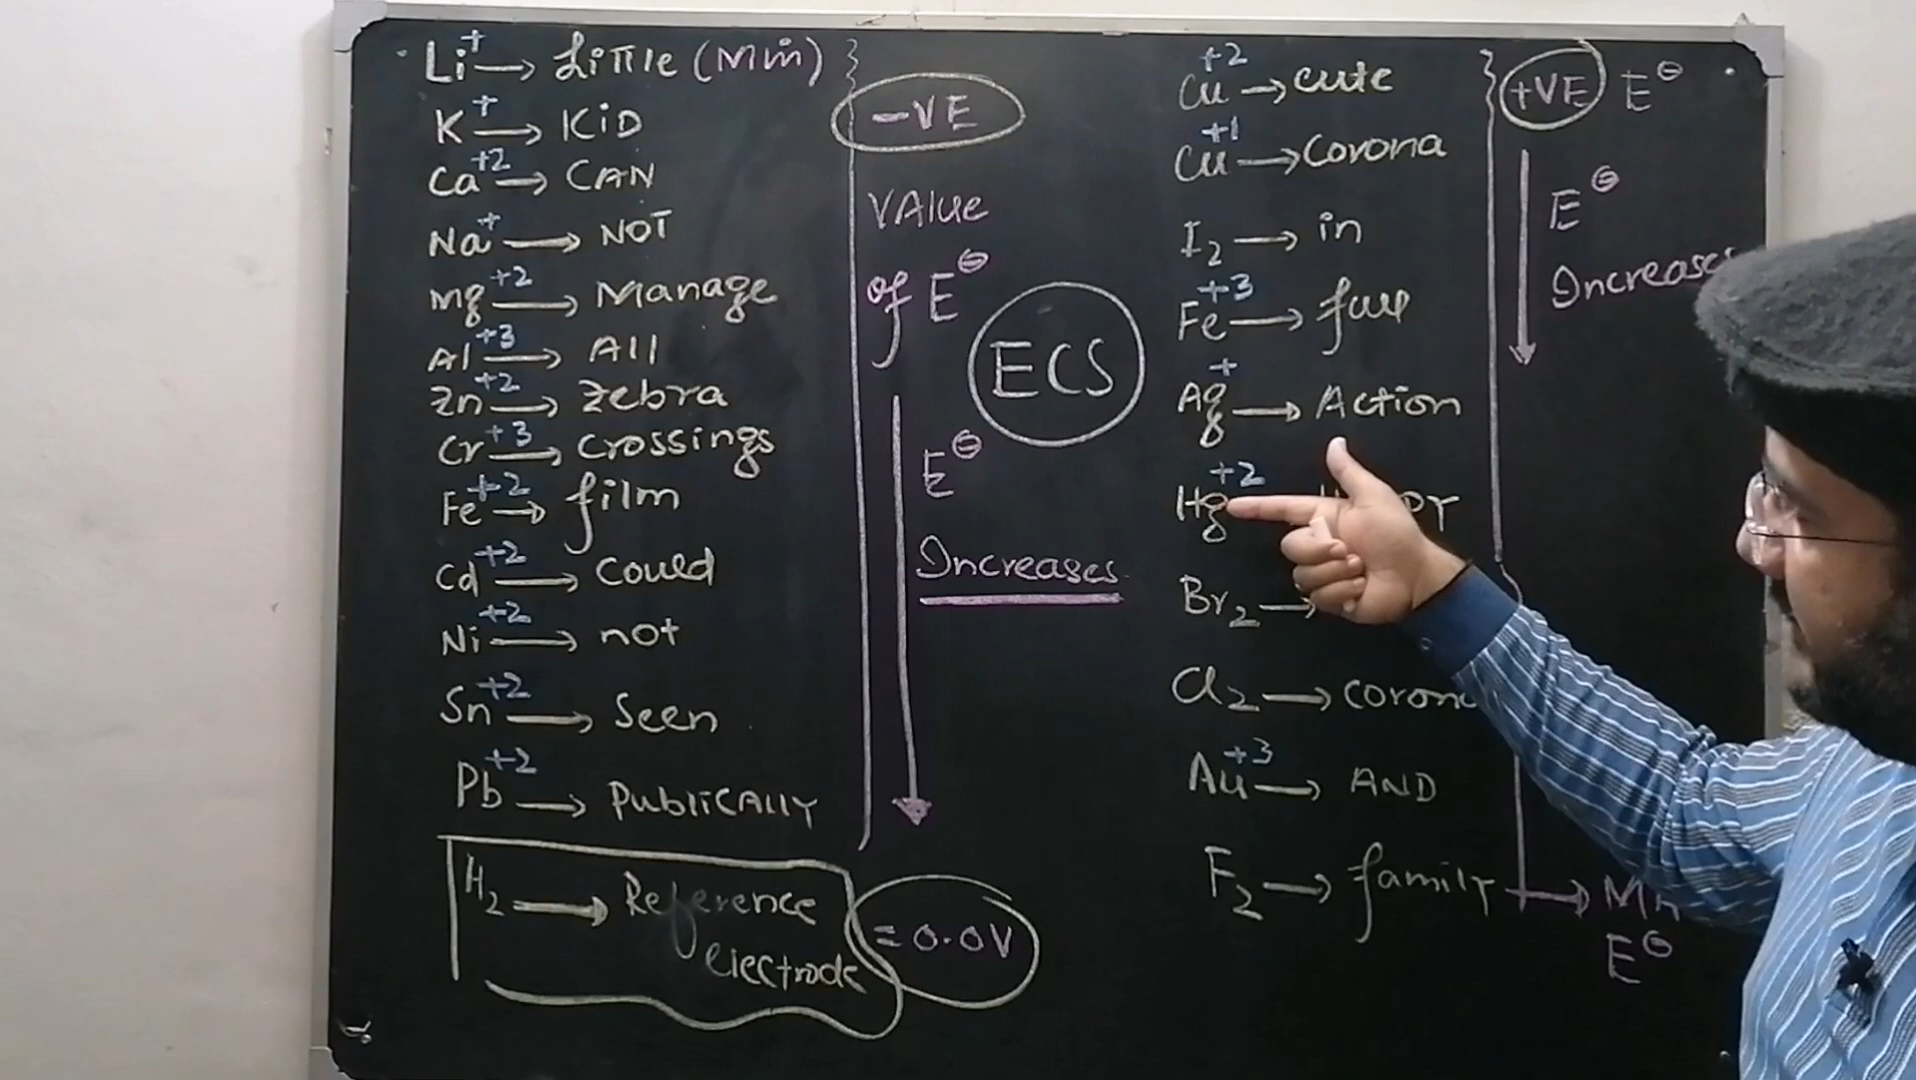 Li+ → Little (Min)
K+ → KiD
Ca+2 → CAN
Na+ → NOT
Mg+2 → Manage
Al+3 → All
Zn+2 → Zebra
Cr+3 → Crossings
Fe+2 → film
Cd+2 → Could
Ni+2 → not
Sn+2 → Seen
Pb+2 → PubliCAllY
H2 → Reference
electrode
= 0.0V
-VE
VAlue
of E⊖
E⊖
Increases
ECS
Cu+2 → cute
Cu+1 → Corona
I2 → in
Fe+3 → full
Ag+ → Action
Hg+2
Br2 →
Cl2 → corona
Au+3 → AND
F2 → family →
E⊖
+VE E⊖
E⊖
Increases